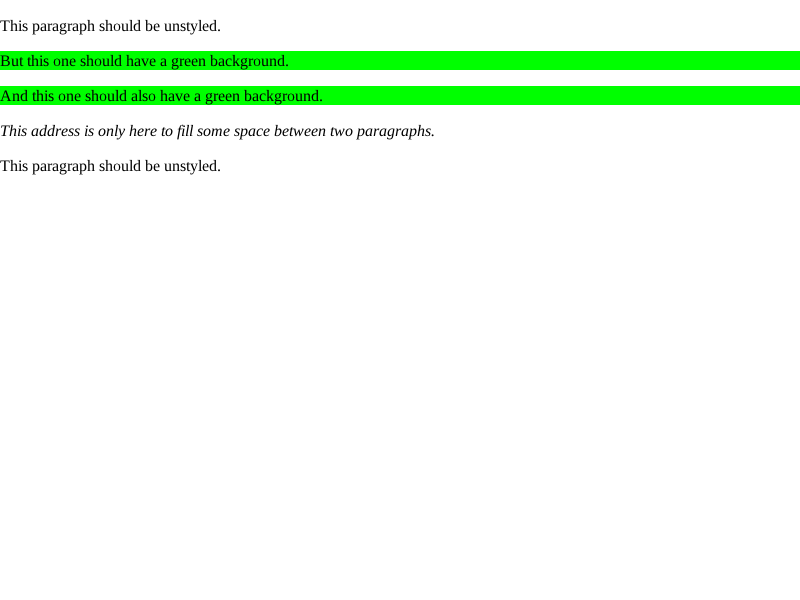 This paragraph should be unstyled.
But this one should have a green background.
And this one should also have a green background.
This address is only here to fill some space between two paragraphs.
This paragraph should be unstyled.